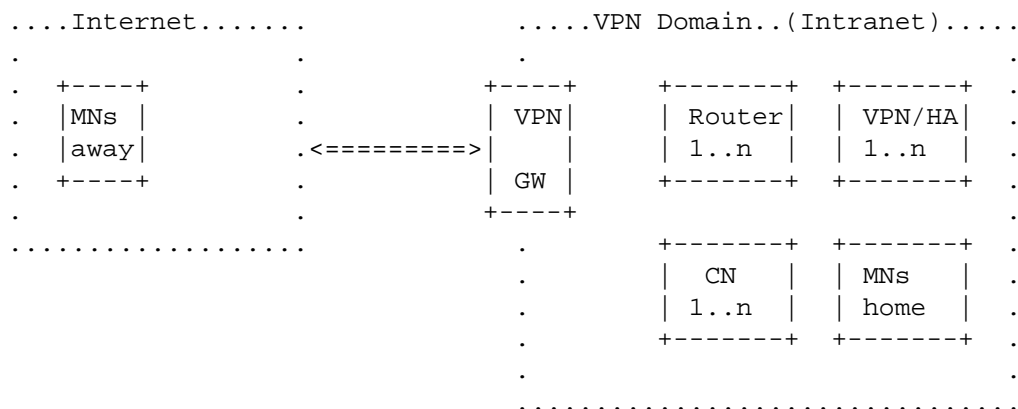 ....Internet....... .....VPN Domain..(Intranet).....
. . . .
. +----+ . +----+ +-------+ +-------+ .
. |MNs | . | VPN| | Router| | VPN/HA| .
. |away| .<=========>| | | 1..n | | 1..n | .
. +----+ . | GW | +-------+ +-------+ .
. . +----+ .
................... . +-------+ +-------+ .
. | CN | | MNs | .
. | 1..n | | home | .
. +-------+ +-------+ .
. .
................................